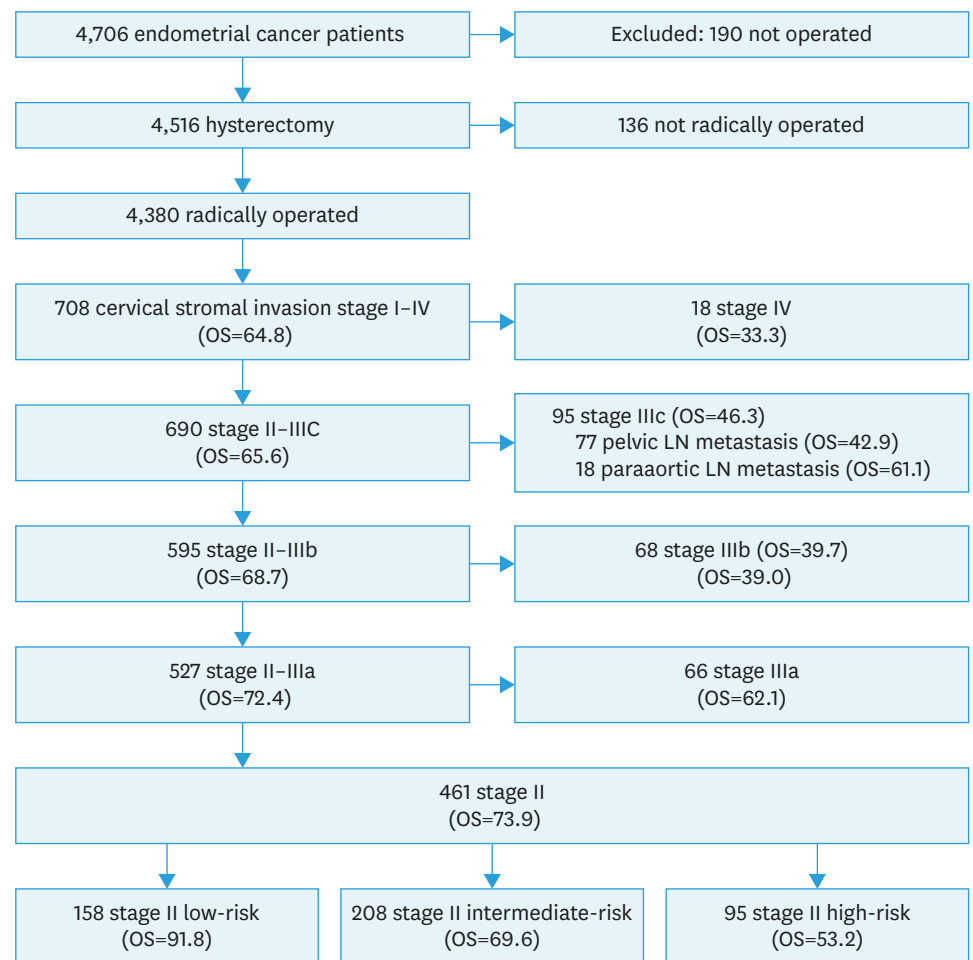 4,706 endometrial cancer patients
Excluded: 190 not operated
4,516 hysterectomy
136 not radically operated
4,380 radically operated
708 cervical stromal invasion stage I–IV
(OS=64.8)
18 stage IV
(OS=33.3)
690 stage II–IIIC
(OS=65.6)
95 stage IIIc (OS=46.3)
77 pelvic LN metastasis (OS=42.9)
18 paraaortic LN metastasis (OS=61.1)
595 stage II–IIIb
(OS=68.7)
68 stage IIIb (OS=39.7)
(OS=39.0)
527 stage II–IIIa
(OS=72.4)
66 stage IIIa
(OS=62.1)
461 stage II
(OS=73.9)
158 stage II low-risk
(OS=91.8)
208 stage II intermediate-risk
(OS=69.6)
95 stage II high-risk
(OS=53.2)